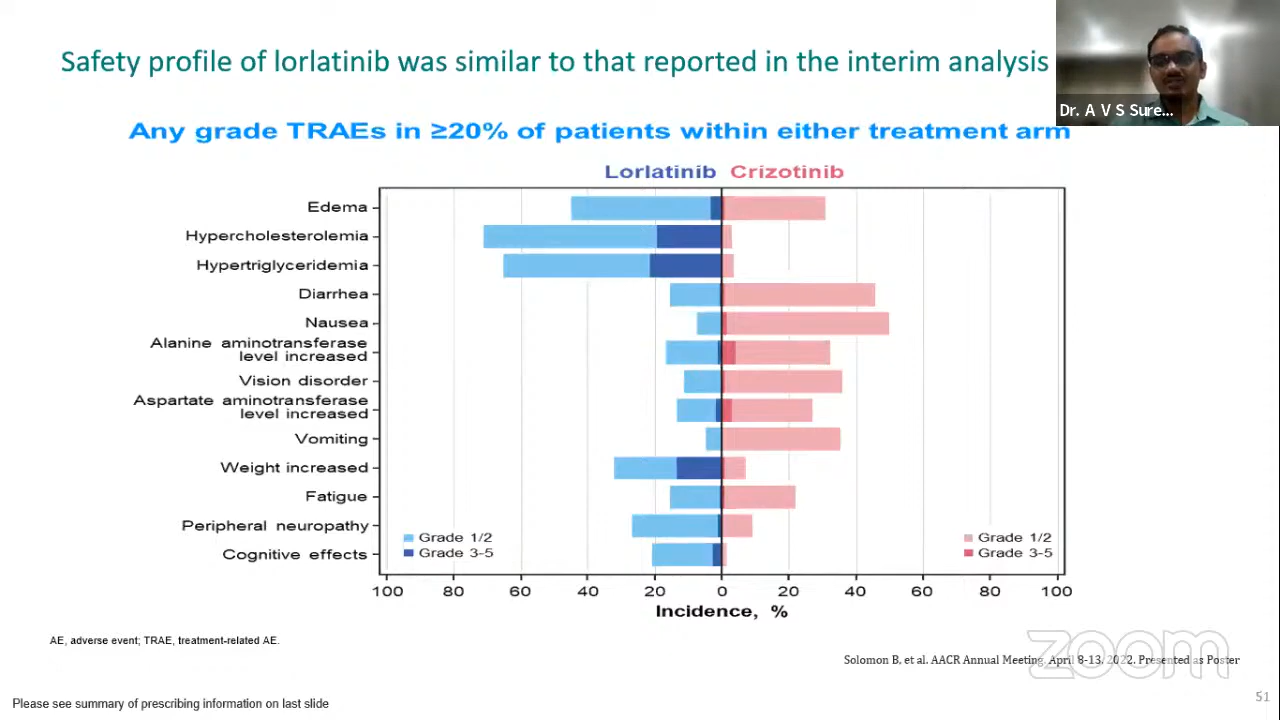 Safety profile of lorlatinib was similar to that reported in the interim analysis
Dr. A V S Sure...
Any grade TRAEs in ≥20% of patients within either treatment arm
Lorlatinib Crizotinib
Edema
Hypercholesterolemia
Hypertriglyceridemia
Diarrhea
Nausea
Alanine aminotransferase
level increased
Vision disorder
Aspartate aminotransferase
level increased
Vomiting
Weight increased
Fatigue
Peripheral neuropathy
Cognitive effects
Grade 1/2
Grade 3-5
Grade 1/2
Grade 3-5
100 80 60 40 20 0 20 40 60 80 100
Incidence, %
AE, adverse event; TRAE, treatment-related AE.
zoom
Solomon B, et al. AACR Annual Meeting. April 8-13, 2022. Presented as Poster
Please see summary of prescribing information on last slide
51